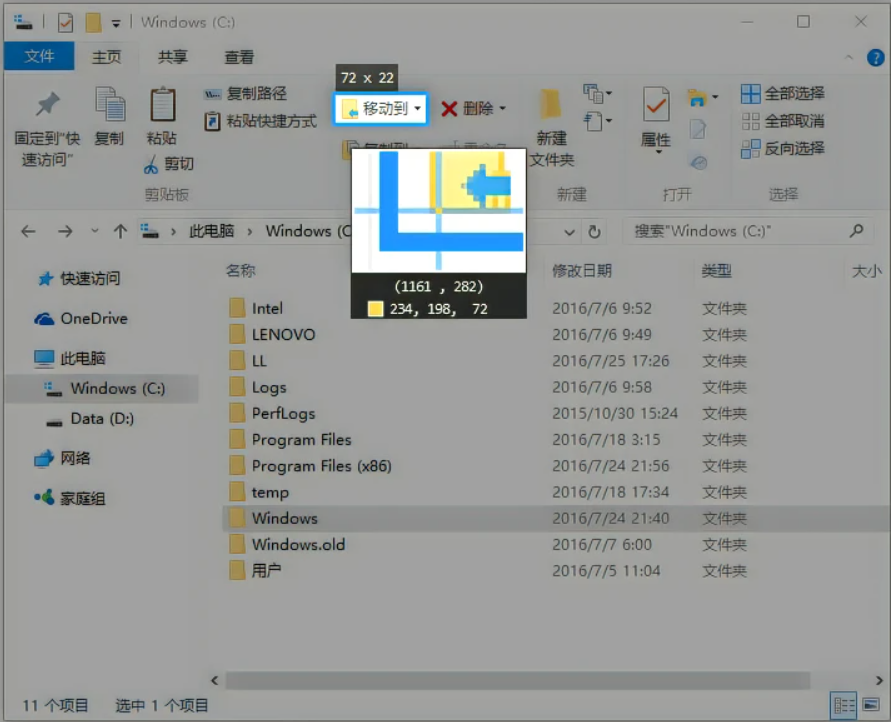 Windows (C:)
文件 主页 共享 查看
72 x 22
固定到"快
速访问"
复制
粘贴
复制路径
粘贴快捷方式
剪切
剪贴板
移动到
删除
新建
文件夹
新建
属性
打开
全部选择
全部取消
反向选择
选择
此电脑 Windows (C
搜索"Windows (C:)"
(1161 , 282)
234, 198, 72
快速访问
OneDrive
此电脑
Windows (C:)
Data (D:)
网络
家庭组
名称 修改日期 类型 大小
Intel 2016/7/6 9:52 文件夹
LENOVO 2016/7/6 9:49 文件夹
LL 2016/7/25 17:26 文件夹
Logs 2016/7/6 9:58 文件夹
PerfLogs 2015/10/30 15:24 文件夹
Program Files 2016/7/18 3:15 文件夹
Program Files (x86) 2016/7/24 21:56 文件夹
temp 2016/7/18 17:34 文件夹
Windows 2016/7/24 21:40 文件夹
Windows.old 2016/7/7 6:00 文件夹
用户 2016/7/5 11:04 文件夹
11 个项目 选中 1 个项目